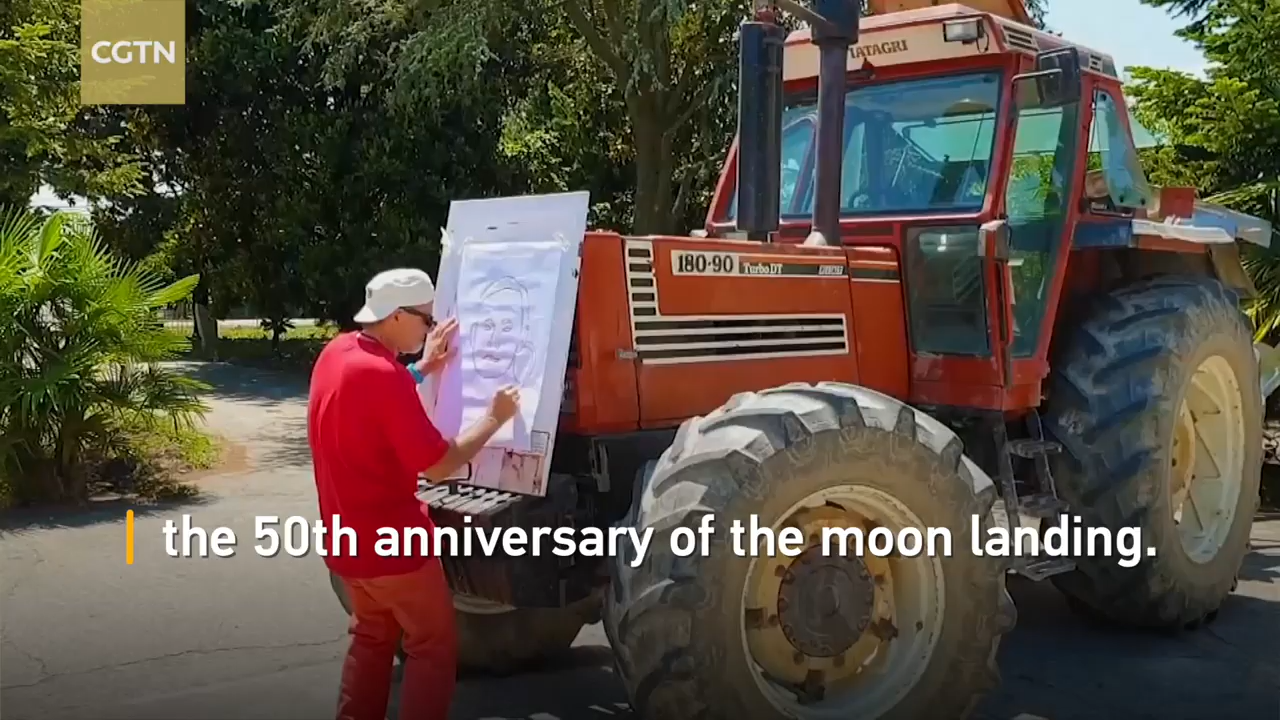 CGTN
IATAGRI
180-90 Turbo DT
the 50th anniversary of the moon landing.